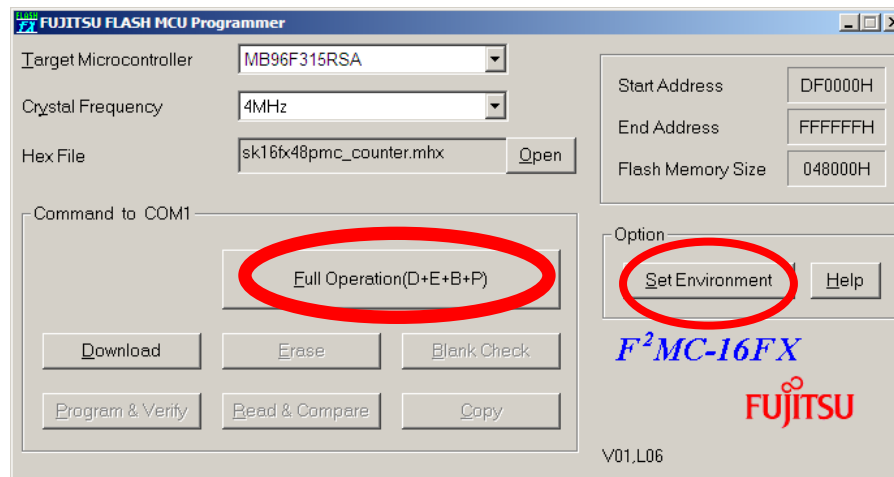 FLASH FX FUJITSU FLASH MCU Programmer
Target Microcontroller MB96F315RSA
Crystal Frequency 4MHz
Hex File sk16fx48pmc_counter.mhx Open
Start Address DF0000H
End Address FFFFFFH
Flash Memory Size 048000H
Command to COM1
Full Operation(D+E+B+P)
Download Erase Blank Check
Program & Verify Read & Compare Copy
Option
Set Environment Help
F²MC-16FX
FUJITSU
V01,L06